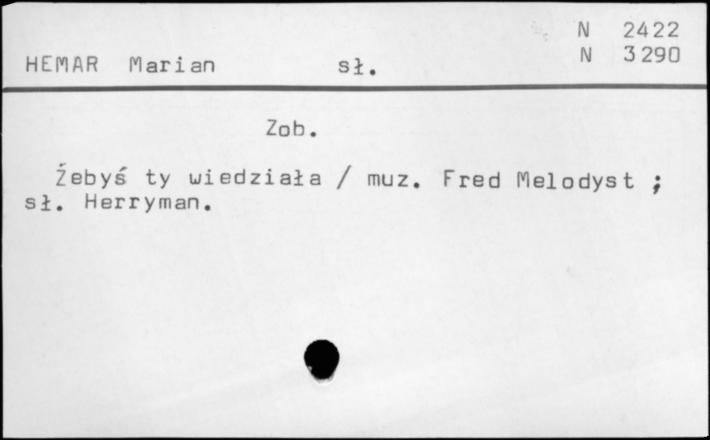 N 2422
N 3290
HEMAR Marian sł.
Zob.
Żebyś ty wiedziała / muz. Fred Melodyst ;
sł. Herryman.